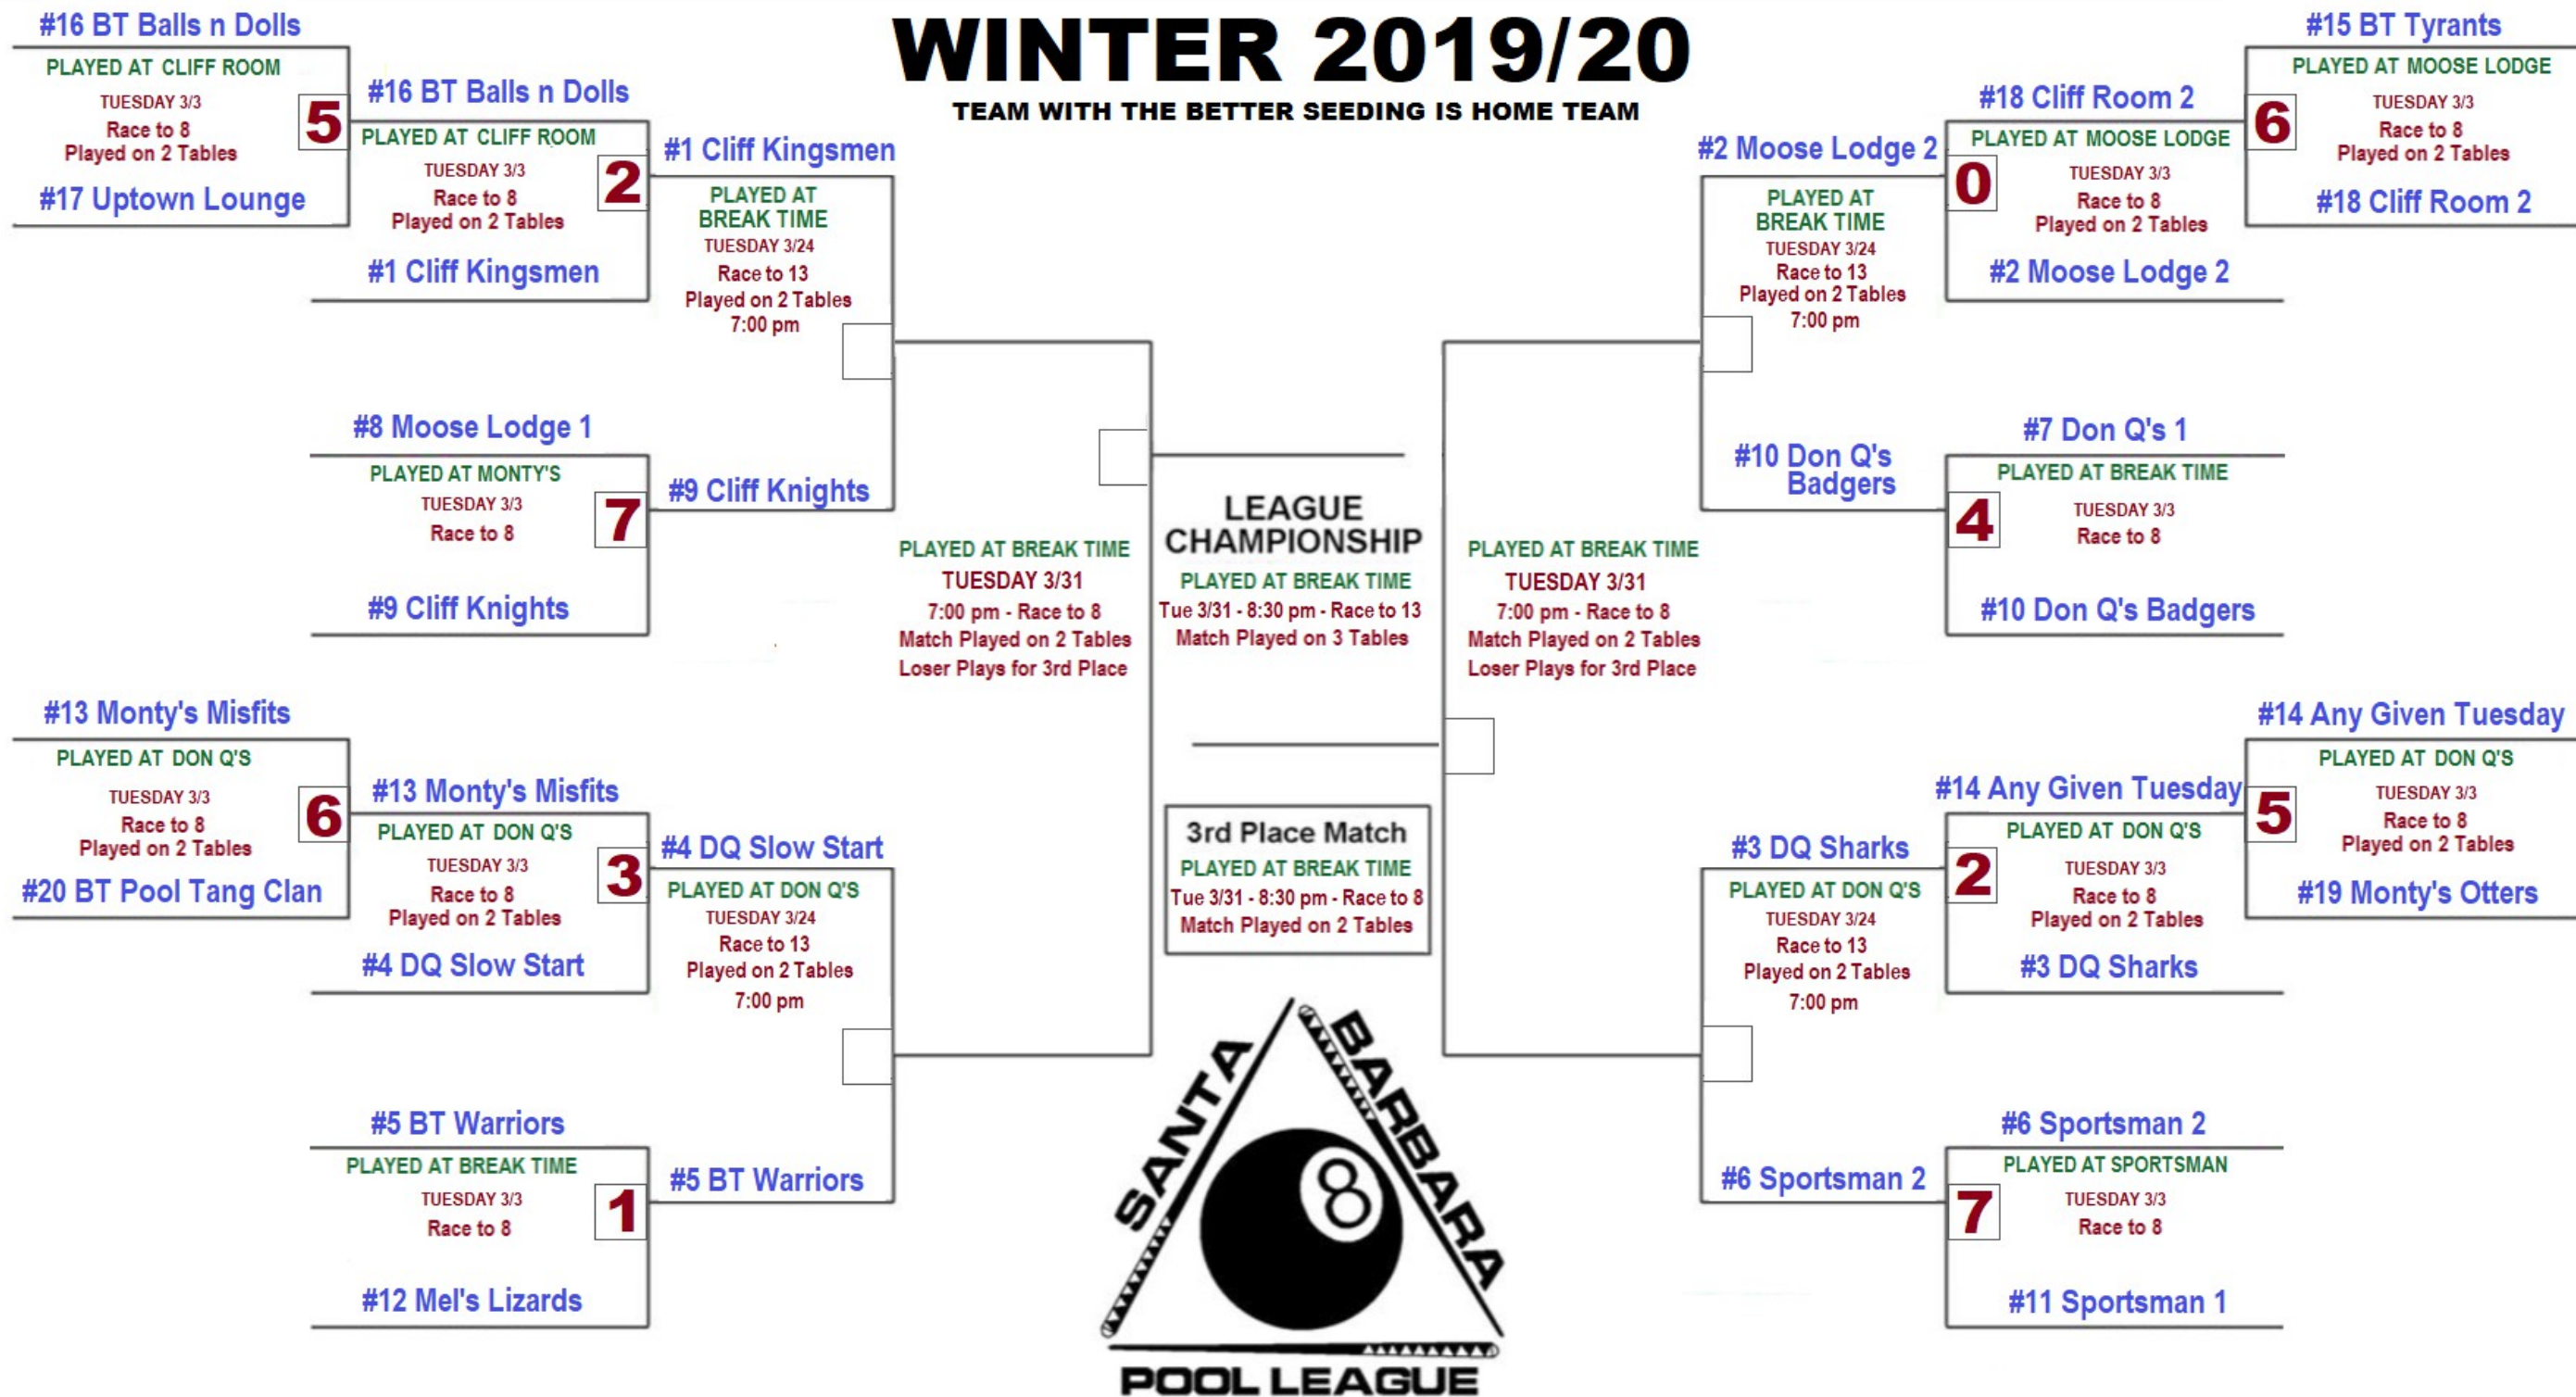 WINTER 2019/20
TEAM WITH THE BETTER SEEDING IS HOME TEAM
#16 BT Balls n Dolls
PLAYED AT CLIFF ROOM
TUESDAY 3/3
Race to 8
Played on 2 Tables
5
#17 Uptown Lounge
#16 BT Balls n Dolls
PLAYED AT CLIFF ROOM
TUESDAY 3/3
Race to 8
Played on 2 Tables
2
#1 Cliff Kingsmen
#1 Cliff Kingsmen
PLAYED AT
BREAK TIME
TUESDAY 3/24
Race to 13
Played on 2 Tables
7:00 pm
#8 Moose Lodge 1
PLAYED AT MONTY'S
TUESDAY 3/3
Race to 8
7
#9 Cliff Knights
#9 Cliff Knights
#13 Monty's Misfits
PLAYED AT DON Q'S
TUESDAY 3/3
Race to 8
Played on 2 Tables
6
#20 BT Pool Tang Clan
#13 Monty's Misfits
PLAYED AT DON Q'S
TUESDAY 3/3
Race to 8
Played on 2 Tables
3
#4 DQ Slow Start
#4 DQ Slow Start
PLAYED AT DON Q'S
TUESDAY 3/24
Race to 13
Played on 2 Tables
7:00 pm
#5 BT Warriors
PLAYED AT BREAK TIME
TUESDAY 3/3
Race to 8
1
#12 Mel's Lizards
#5 BT Warriors
PLAYED AT BREAK TIME
TUESDAY 3/31
7:00 pm - Race to 8
Match Played on 2 Tables
Loser Plays for 3rd Place
LEAGUE
CHAMPIONSHIP
PLAYED AT BREAK TIME
Tue 3/31 - 8:30 pm - Race to 13
Match Played on 3 Tables
3rd Place Match
PLAYED AT BREAK TIME
Tue 3/31 - 8:30 pm - Race to 8
Match Played on 2 Tables
PLAYED AT BREAK TIME
TUESDAY 3/31
7:00 pm - Race to 8
Match Played on 2 Tables
Loser Plays for 3rd Place
#2 Moose Lodge 2
PLAYED AT
BREAK TIME
TUESDAY 3/24
Race to 13
Played on 2 Tables
7:00 pm
#10 Don Q's
Badgers
#18 Cliff Room 2
PLAYED AT MOOSE LODGE
0
TUESDAY 3/3
Race to 8
Played on 2 Tables
#2 Moose Lodge 2
#15 BT Tyrants
PLAYED AT MOOSE LODGE
6
TUESDAY 3/3
Race to 8
Played on 2 Tables
#18 Cliff Room 2
#7 Don Q's 1
PLAYED AT BREAK TIME
4
TUESDAY 3/3
Race to 8
#10 Don Q's Badgers
#3 DQ Sharks
PLAYED AT DON Q'S
TUESDAY 3/24
Race to 13
Played on 2 Tables
7:00 pm
#6 Sportsman 2
#14 Any Given Tuesday
PLAYED AT DON Q'S
2
TUESDAY 3/3
Race to 8
Played on 2 Tables
#3 DQ Sharks
#14 Any Given Tuesday
PLAYED AT DON Q'S
5
TUESDAY 3/3
Race to 8
Played on 2 Tables
#19 Monty's Otters
#6 Sportsman 2
PLAYED AT SPORTSMAN
7
TUESDAY 3/3
Race to 8
#11 Sportsman 1
SANTA
BARBARA
8
POOL LEAGUE